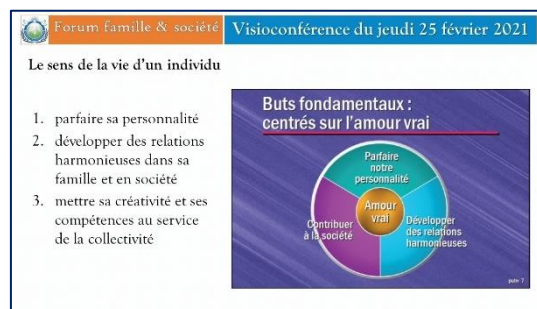 Forum famille & société
Visioconférence du jeudi 25 février 2021
Le sens de la vie d'un individu
1. parfaire sa personnalité
2. développer des relations
harmonieuses dans sa
famille et en société
3. mettre sa créativité et ses
compétences au service
de la collectivité
Buts fondamentaux :
centrés sur l'amour vrai
Parfaire
notre
personnalité
Amour
vrai
Contribuer
à la société
Développer
des relations
harmonieuses